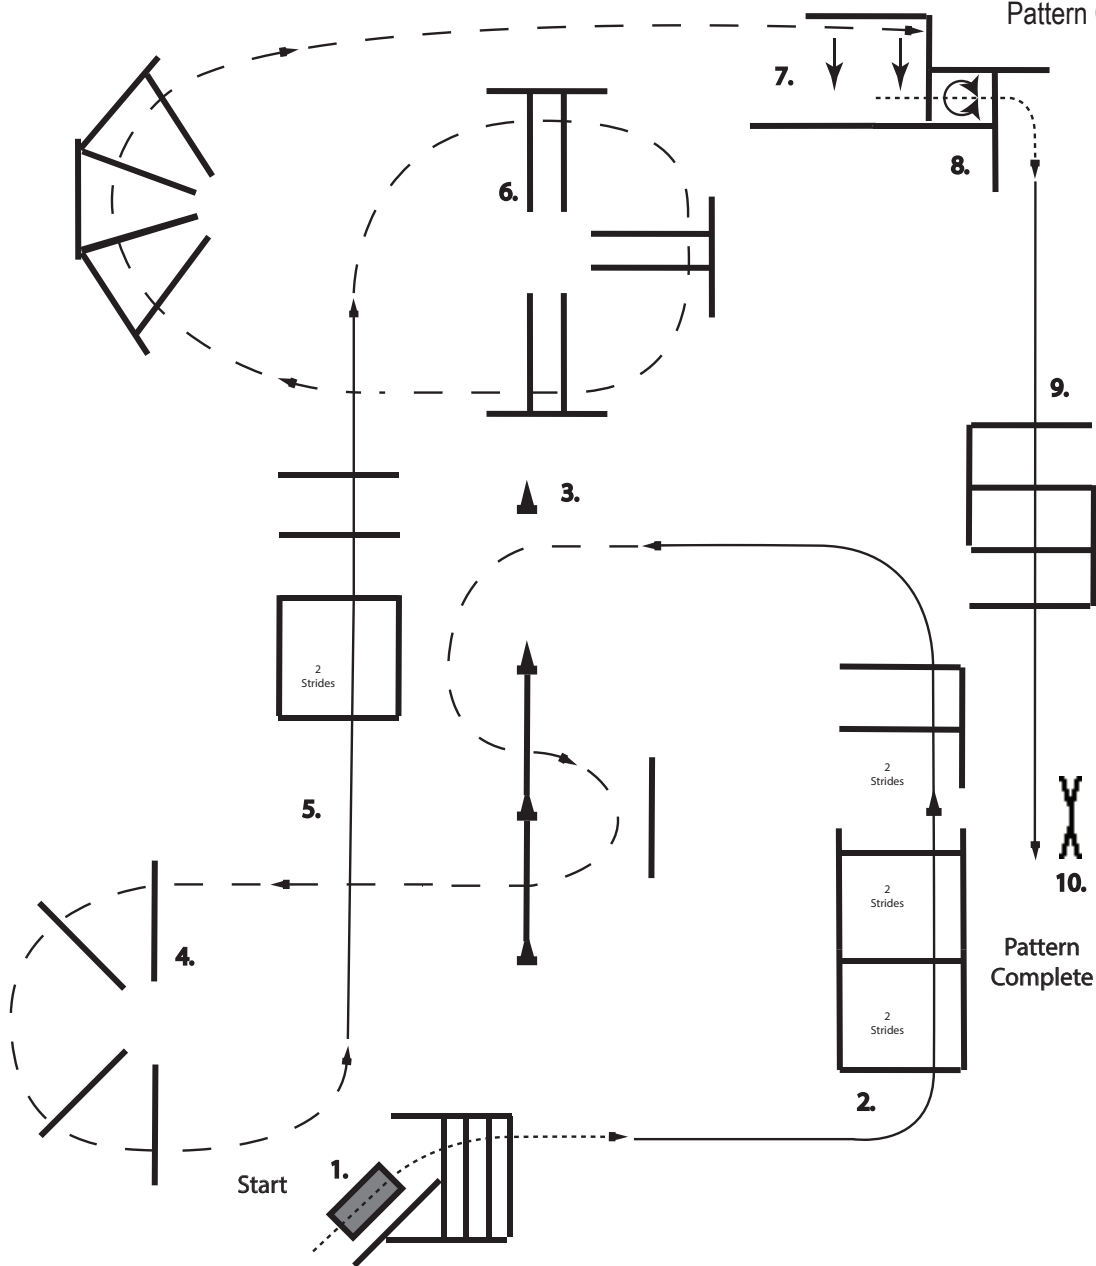 Pattern
7.
8.
6.
9.
3.
2
Strides
2
Strides
5.
2
Strides
10.
4.
Pattern
Complete
2
Strides
2.
1.
Start